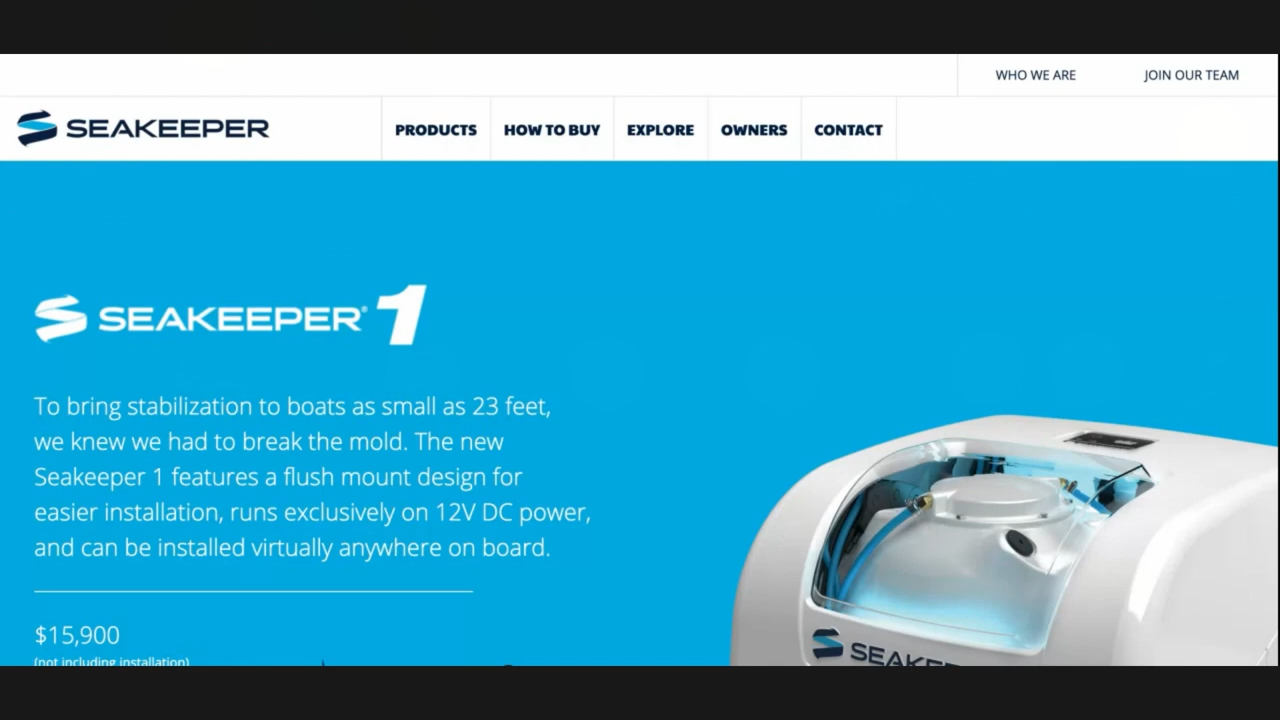 WHO WE ARE JOIN OUR TEAM
SEAKEEPER PRODUCTS HOW TO BUY EXPLORE OWNERS CONTACT
SEAKEEPER® 1
To bring stabilization to boats as small as 23 feet,
we knew we had to break the mold. The new
Seakeeper 1 features a flush mount design for
easier installation, runs exclusively on 12V DC power,
and can be installed virtually anywhere on board.
$15,900
(not including installation)
SEAKEE